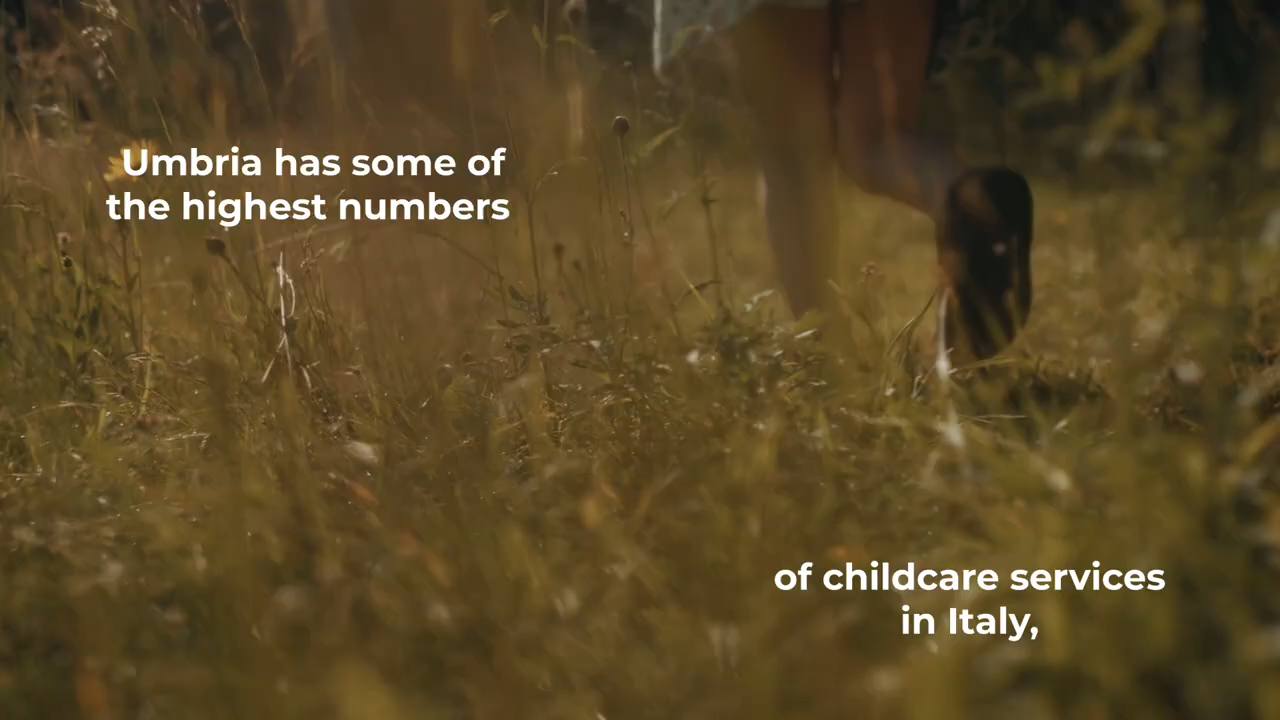 Umbria has some of
the highest numbers
of childcare services
in Italy,